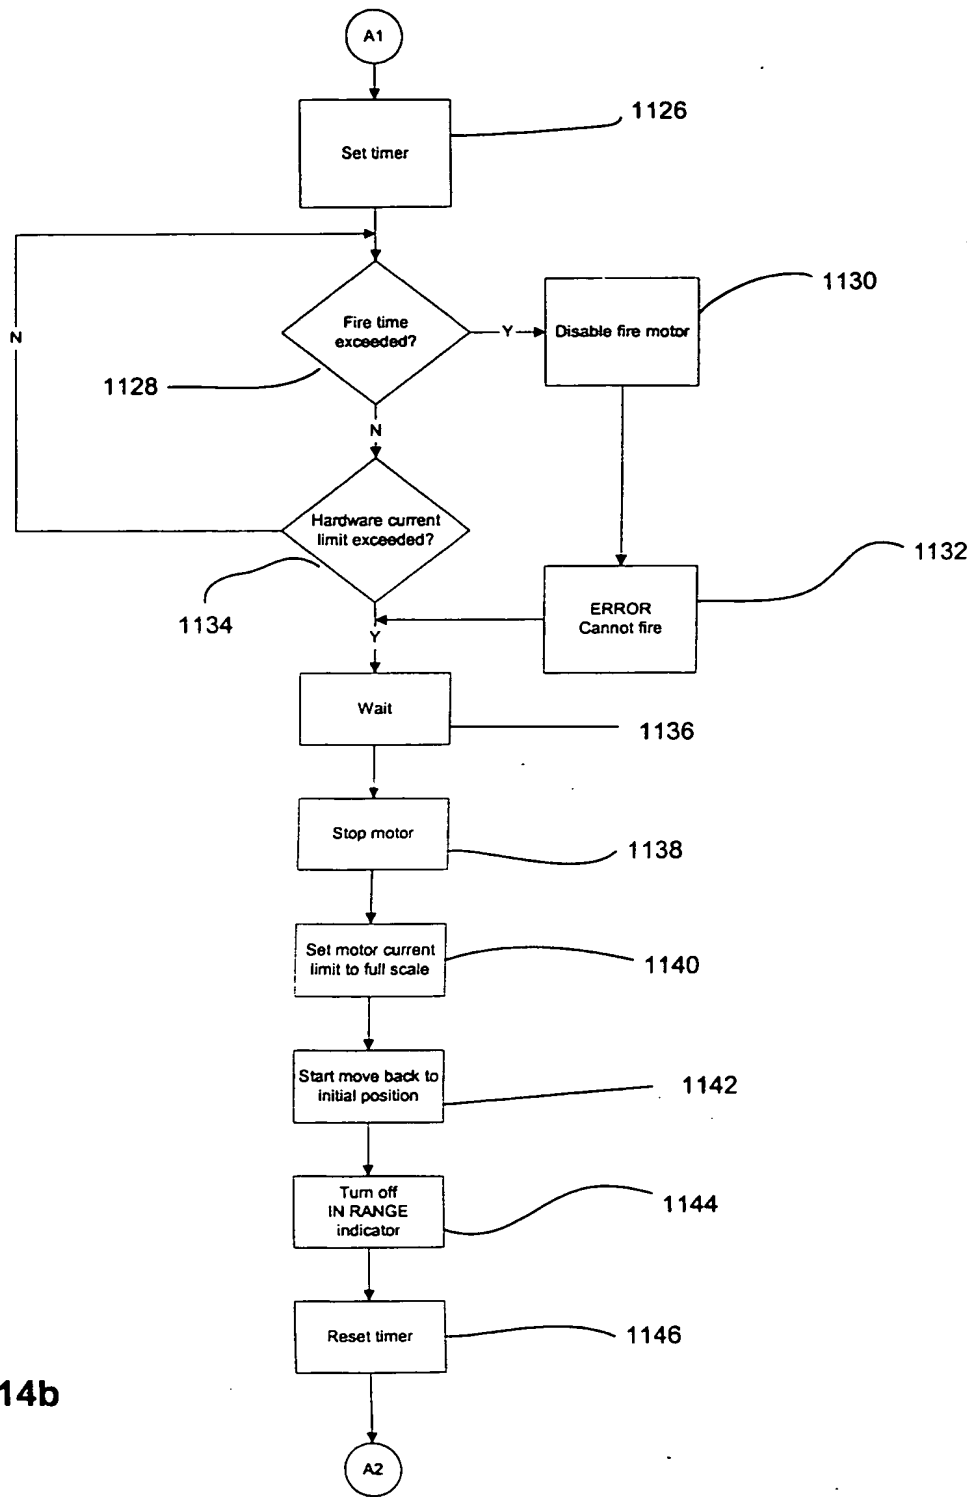 A1
Set timer
1126
Fire time
exceeded?
1128
Y
Disable fire motor
1130
N
N
Hardware current
limit exceeded?
1134
ERROR
Cannot fire
1132
Y
Wait
1136
Stop motor
1138
Set motor current
limit to full scale
1140
Start move back to
initial position
1142
Turn off
IN RANGE
indicator
1144
Reset timer
1146
14b
A2